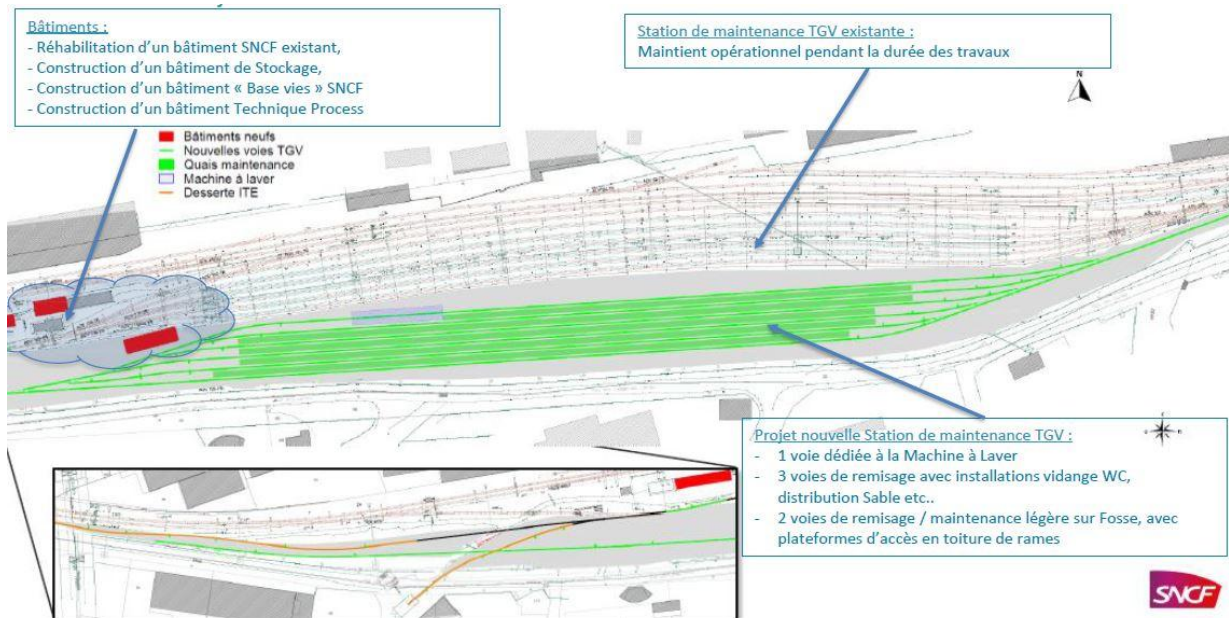 Bâtiments :
- Réhabilitation d'un bâtiment SNCF existant,
- Construction d'un bâtiment de Stockage,
- Construction d'un bâtiment « Base vies » SNCF
- Construction d'un bâtiment Technique Process
Station de maintenance TGV existante :
Maintient opérationnel pendant la durée des travaux
N
Bâtiments neufs
Nouvelles voies TGV
Quais maintenance
Machine à laver
Desserte ITE
Projet nouvelle Station de maintenance TGV :
- 1 voie dédiée à la Machine à Laver
- 3 voies de remisage avec installations vidange WC,
distribution Sable etc..
- 2 voies de remisage / maintenance légère sur Fosse, avec
plateformes d'accès en toiture de rames
SNCF